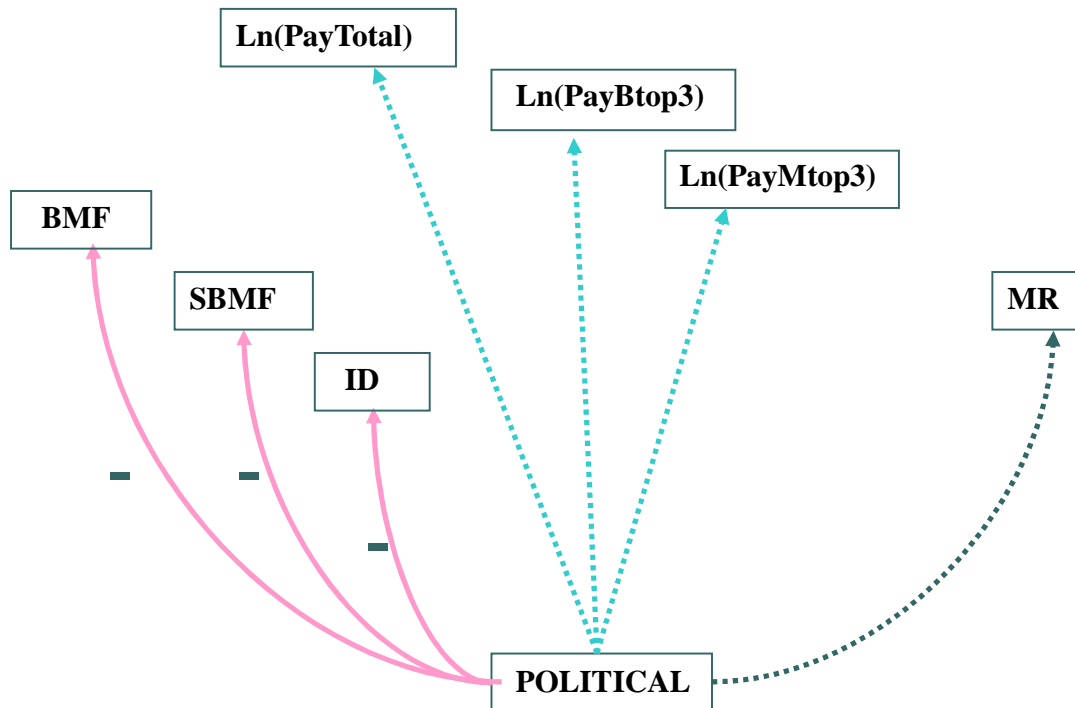 Ln(PayTotal)
Ln(PayBtop3)
Ln(PayMtop3)
BMF
SBMF
MR
ID
-
-
-
POLITICAL